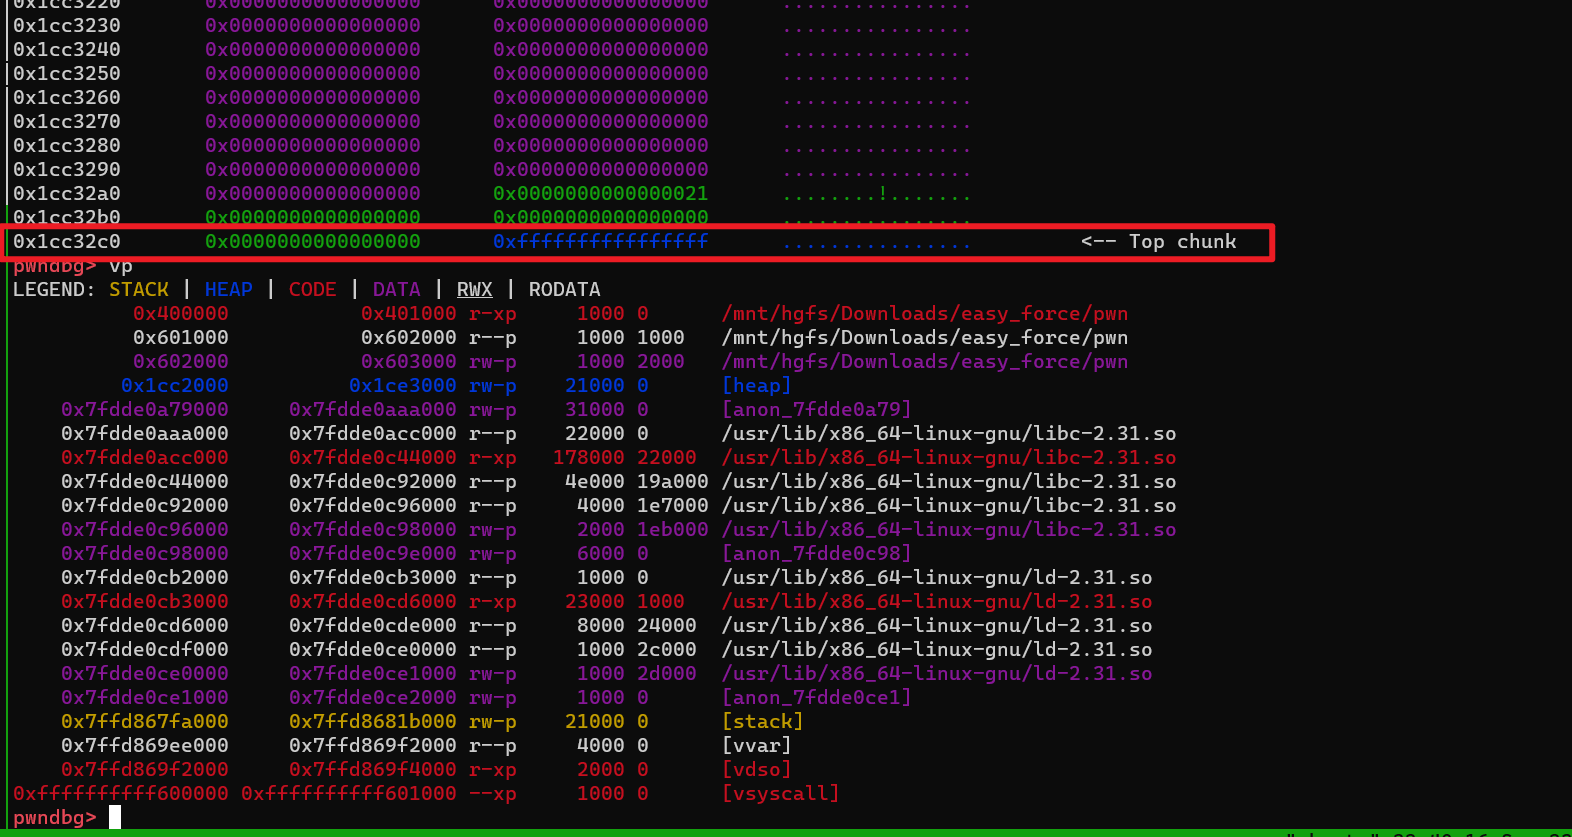 0x1cc3220 0x0000000000000000 0x0000000000000000 ................
0x1cc3230 0x0000000000000000 0x0000000000000000 ................
0x1cc3240 0x0000000000000000 0x0000000000000000 ................
0x1cc3250 0x0000000000000000 0x0000000000000000 ................
0x1cc3260 0x0000000000000000 0x0000000000000000 ................
0x1cc3270 0x0000000000000000 0x0000000000000000 ................
0x1cc3280 0x0000000000000000 0x0000000000000000 ................
0x1cc3290 0x0000000000000000 0x0000000000000000 ................
0x1cc32a0 0x0000000000000000 0x0000000000000021 ........!.......
0x1cc32b0 0x0000000000000000 0x0000000000000000 ................
0x1cc32c0 0x0000000000000000 0xffffffffffffffff ................ <-- Top chunk
pwndbg> vp
LEGEND: STACK | HEAP | CODE | DATA | RWX | RODATA
0x400000 0x401000 r-xp 1000 0 /mnt/hgfs/Downloads/easy_force/pwn
0x601000 0x602000 r--p 1000 1000 /mnt/hgfs/Downloads/easy_force/pwn
0x602000 0x603000 rw-p 1000 2000 /mnt/hgfs/Downloads/easy_force/pwn
0x1cc2000 0x1ce3000 rw-p 21000 0 [heap]
0x7fdde0a79000 0x7fdde0aaa000 rw-p 31000 0 [anon_7fdde0a79]
0x7fdde0aaa000 0x7fdde0acc000 r--p 22000 0 /usr/lib/x86_64-linux-gnu/libc-2.31.so
0x7fdde0acc000 0x7fdde0c44000 r-xp 178000 22000 /usr/lib/x86_64-linux-gnu/libc-2.31.so
0x7fdde0c44000 0x7fdde0c92000 r--p 4e000 19a000 /usr/lib/x86_64-linux-gnu/libc-2.31.so
0x7fdde0c92000 0x7fdde0c96000 r--p 4000 1e7000 /usr/lib/x86_64-linux-gnu/libc-2.31.so
0x7fdde0c96000 0x7fdde0c98000 rw-p 2000 1eb000 /usr/lib/x86_64-linux-gnu/libc-2.31.so
0x7fdde0c98000 0x7fdde0c9e000 rw-p 6000 0 [anon_7fdde0c98]
0x7fdde0cb2000 0x7fdde0cb3000 r--p 1000 0 /usr/lib/x86_64-linux-gnu/ld-2.31.so
0x7fdde0cb3000 0x7fdde0cd6000 r-xp 23000 1000 /usr/lib/x86_64-linux-gnu/ld-2.31.so
0x7fdde0cd6000 0x7fdde0cde000 r--p 8000 24000 /usr/lib/x86_64-linux-gnu/ld-2.31.so
0x7fdde0cdf000 0x7fdde0ce0000 r--p 1000 2c000 /usr/lib/x86_64-linux-gnu/ld-2.31.so
0x7fdde0ce0000 0x7fdde0ce1000 rw-p 1000 2d000 /usr/lib/x86_64-linux-gnu/ld-2.31.so
0x7fdde0ce1000 0x7fdde0ce2000 rw-p 1000 0 [anon_7fdde0ce1]
0x7ffd867fa000 0x7ffd8681b000 rw-p 21000 0 [stack]
0x7ffd869ee000 0x7ffd869f2000 r--p 4000 0 [vvar]
0x7ffd869f2000 0x7ffd869f4000 r-xp 2000 0 [vdso]
0xffffffffff600000 0xffffffffff601000 --xp 1000 0 [vsyscall]
pwndbg>